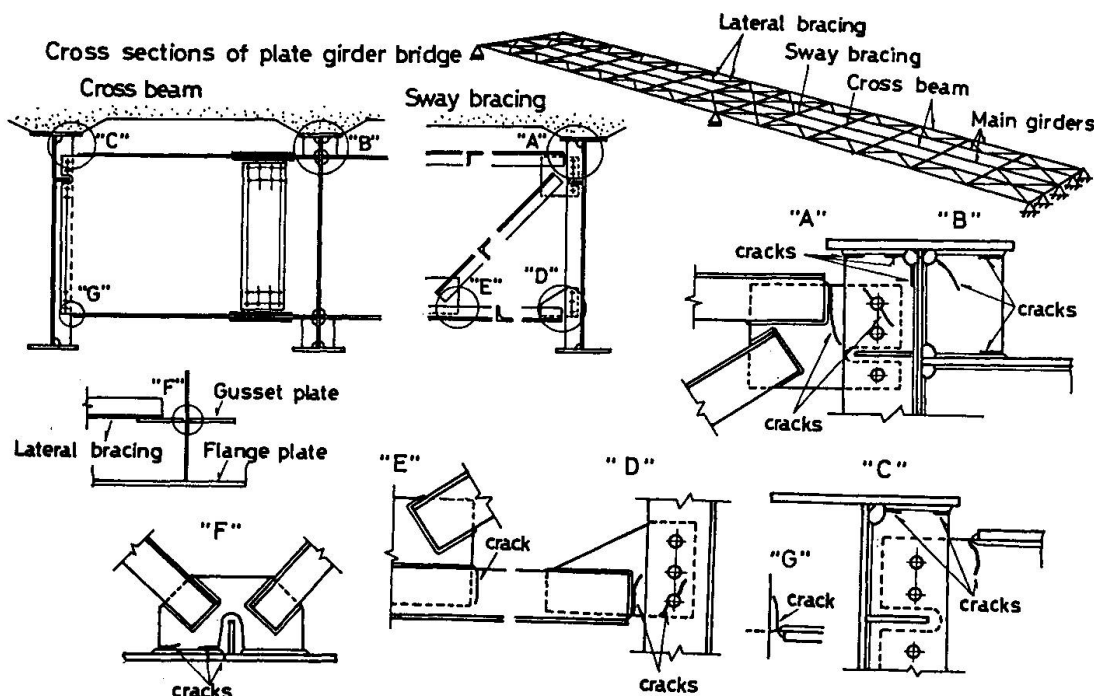 Cross sections of plate girder bridge
Cross beam
Sway bracing
Lateral bracing
Sway bracing
Cross beam
Main girders
"C"
"B"
"A"
"G"
"E"
"D"
"A"
"B"
cracks
cracks
cracks
"F"
Gusset plate
Lateral bracing
Flange plate
"F"
cracks
"E"
"D"
crack
cracks
"C"
"G"
crack
cracks